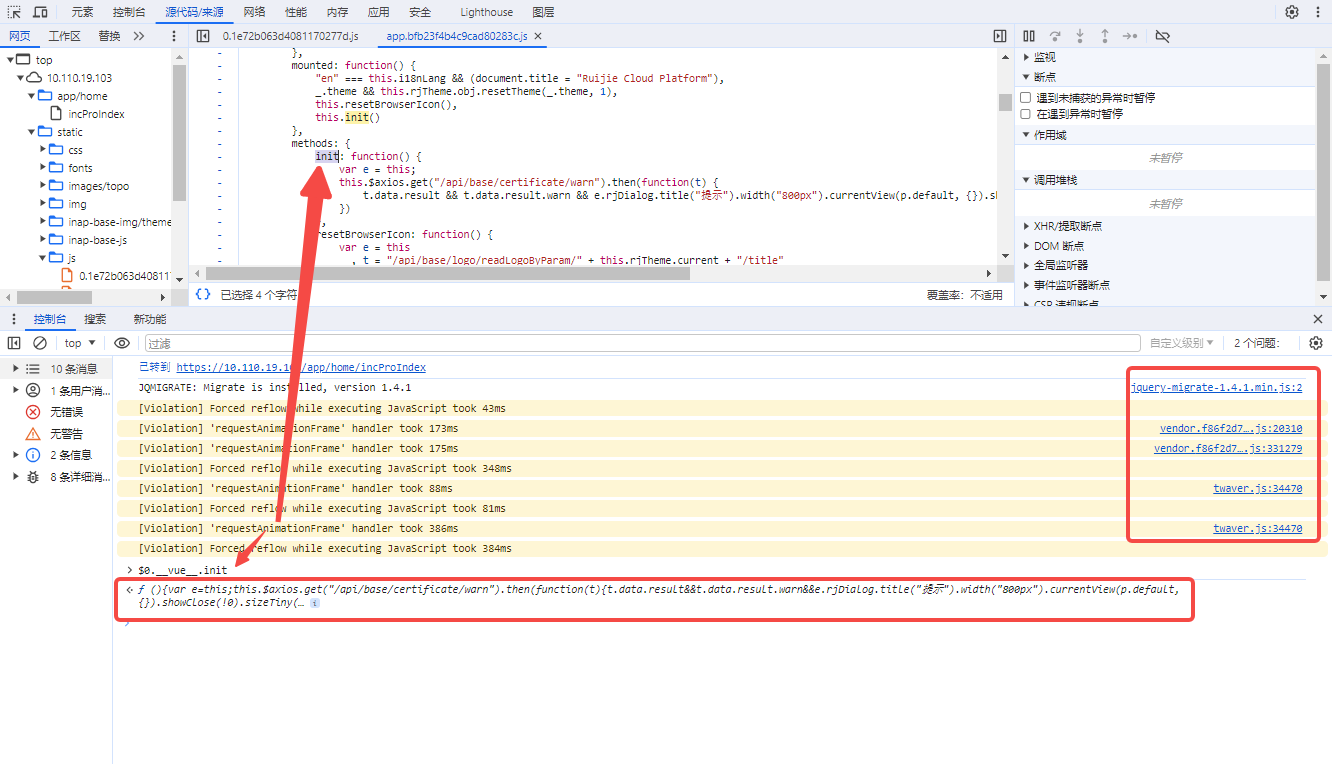 元素 控制台 源代码/来源 网络 性能 内存 应用 安全 Lighthouse 图层
网页 工作区 替换
0.1e72b063d4081170277d.js app.bfb23f4b4c9cad80283c.js
top
10.110.19.103
app/home
incProIndex
static
css
fonts
images/topo
img
inap-base-img/theme
inap-base-js
js
0.1e72b063d40811
},
mounted: function() {
"en" === this.i18nLang && (document.title = "Ruijie Cloud Platform"),
_.theme && this.rjTheme.obj.resetTheme(_.theme, 1),
this.resetBrowserIcon(),
this.init()
},
methods: {
init: function() {
var e = this;
this.$axios.get("/api/base/certificate/warn").then(function(t) {
t.data.result && t.data.result.warn && e.rjDialog.title("提示").width("800px").currentView(p.default, {}).sh
})
,
resetBrowserIcon: function() {
var e = this
, t = "/api/base/logo/readLogoByParam/" + this.rjTheme.current + "/title"
{} 已选择 4 个字符
覆盖率：不适用
监视
断点
遇到未捕获的异常时暂停
在遇到异常时暂停
作用域
未暂停
调用堆栈
未暂停
XHR/提取断点
DOM 断点
全局监听器
事件监听器断点
CSP 违规断点
控制台 搜索 新功能
top 过滤 自定义级别 2 个问题：
10 条消息
1 条用户消...
无错误
无警告
2 条信息
8 条详细消...
已转到 https://10.110.19.1 /app/home/incProIndex
JQMIGRATE: Migrate is installed, version 1.4.1 jquery-migrate-1.4.1.min.js:2
[Violation] Forced reflow while executing JavaScript took 43ms
[Violation] 'requestAnimationFrame' handler took 173ms vendor.f86f2d7….js:20310
[Violation] 'requestAnimationFrame' handler took 175ms vendor.f86f2d7….js:331279
[Violation] Forced reflow while executing JavaScript took 348ms
[Violation] 'requestAnimationFrame' handler took 88ms twaver.js:34470
[Violation] Forced reflow while executing JavaScript took 81ms
[Violation] 'requestAnimationFrame' handler took 386ms twaver.js:34470
[Violation] Forced reflow while executing JavaScript took 384ms
> $0.__vue__.init
ƒ (){var e=this;this.$axios.get("/api/base/certificate/warn").then(function(t){t.data.result&&t.data.result.warn&&e.rjDialog.title("提示").width("800px").currentView(p.default,
{}).showClose(!0).sizeTiny(…